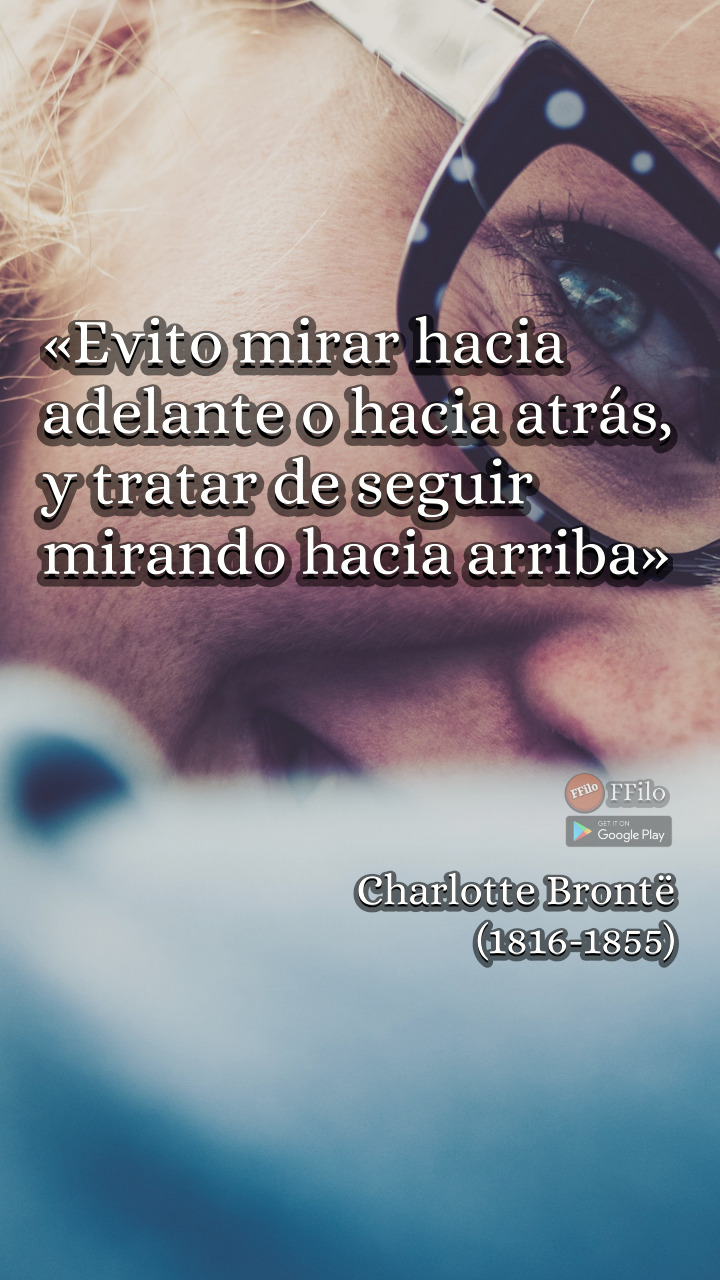 «Evito mirar hacia
adelante o hacia atrás,
y tratar de seguir
mirando hacia arriba»
FFilo FFilo
GET IT ON
Google Play
Charlotte Brontë
(1816-1855)